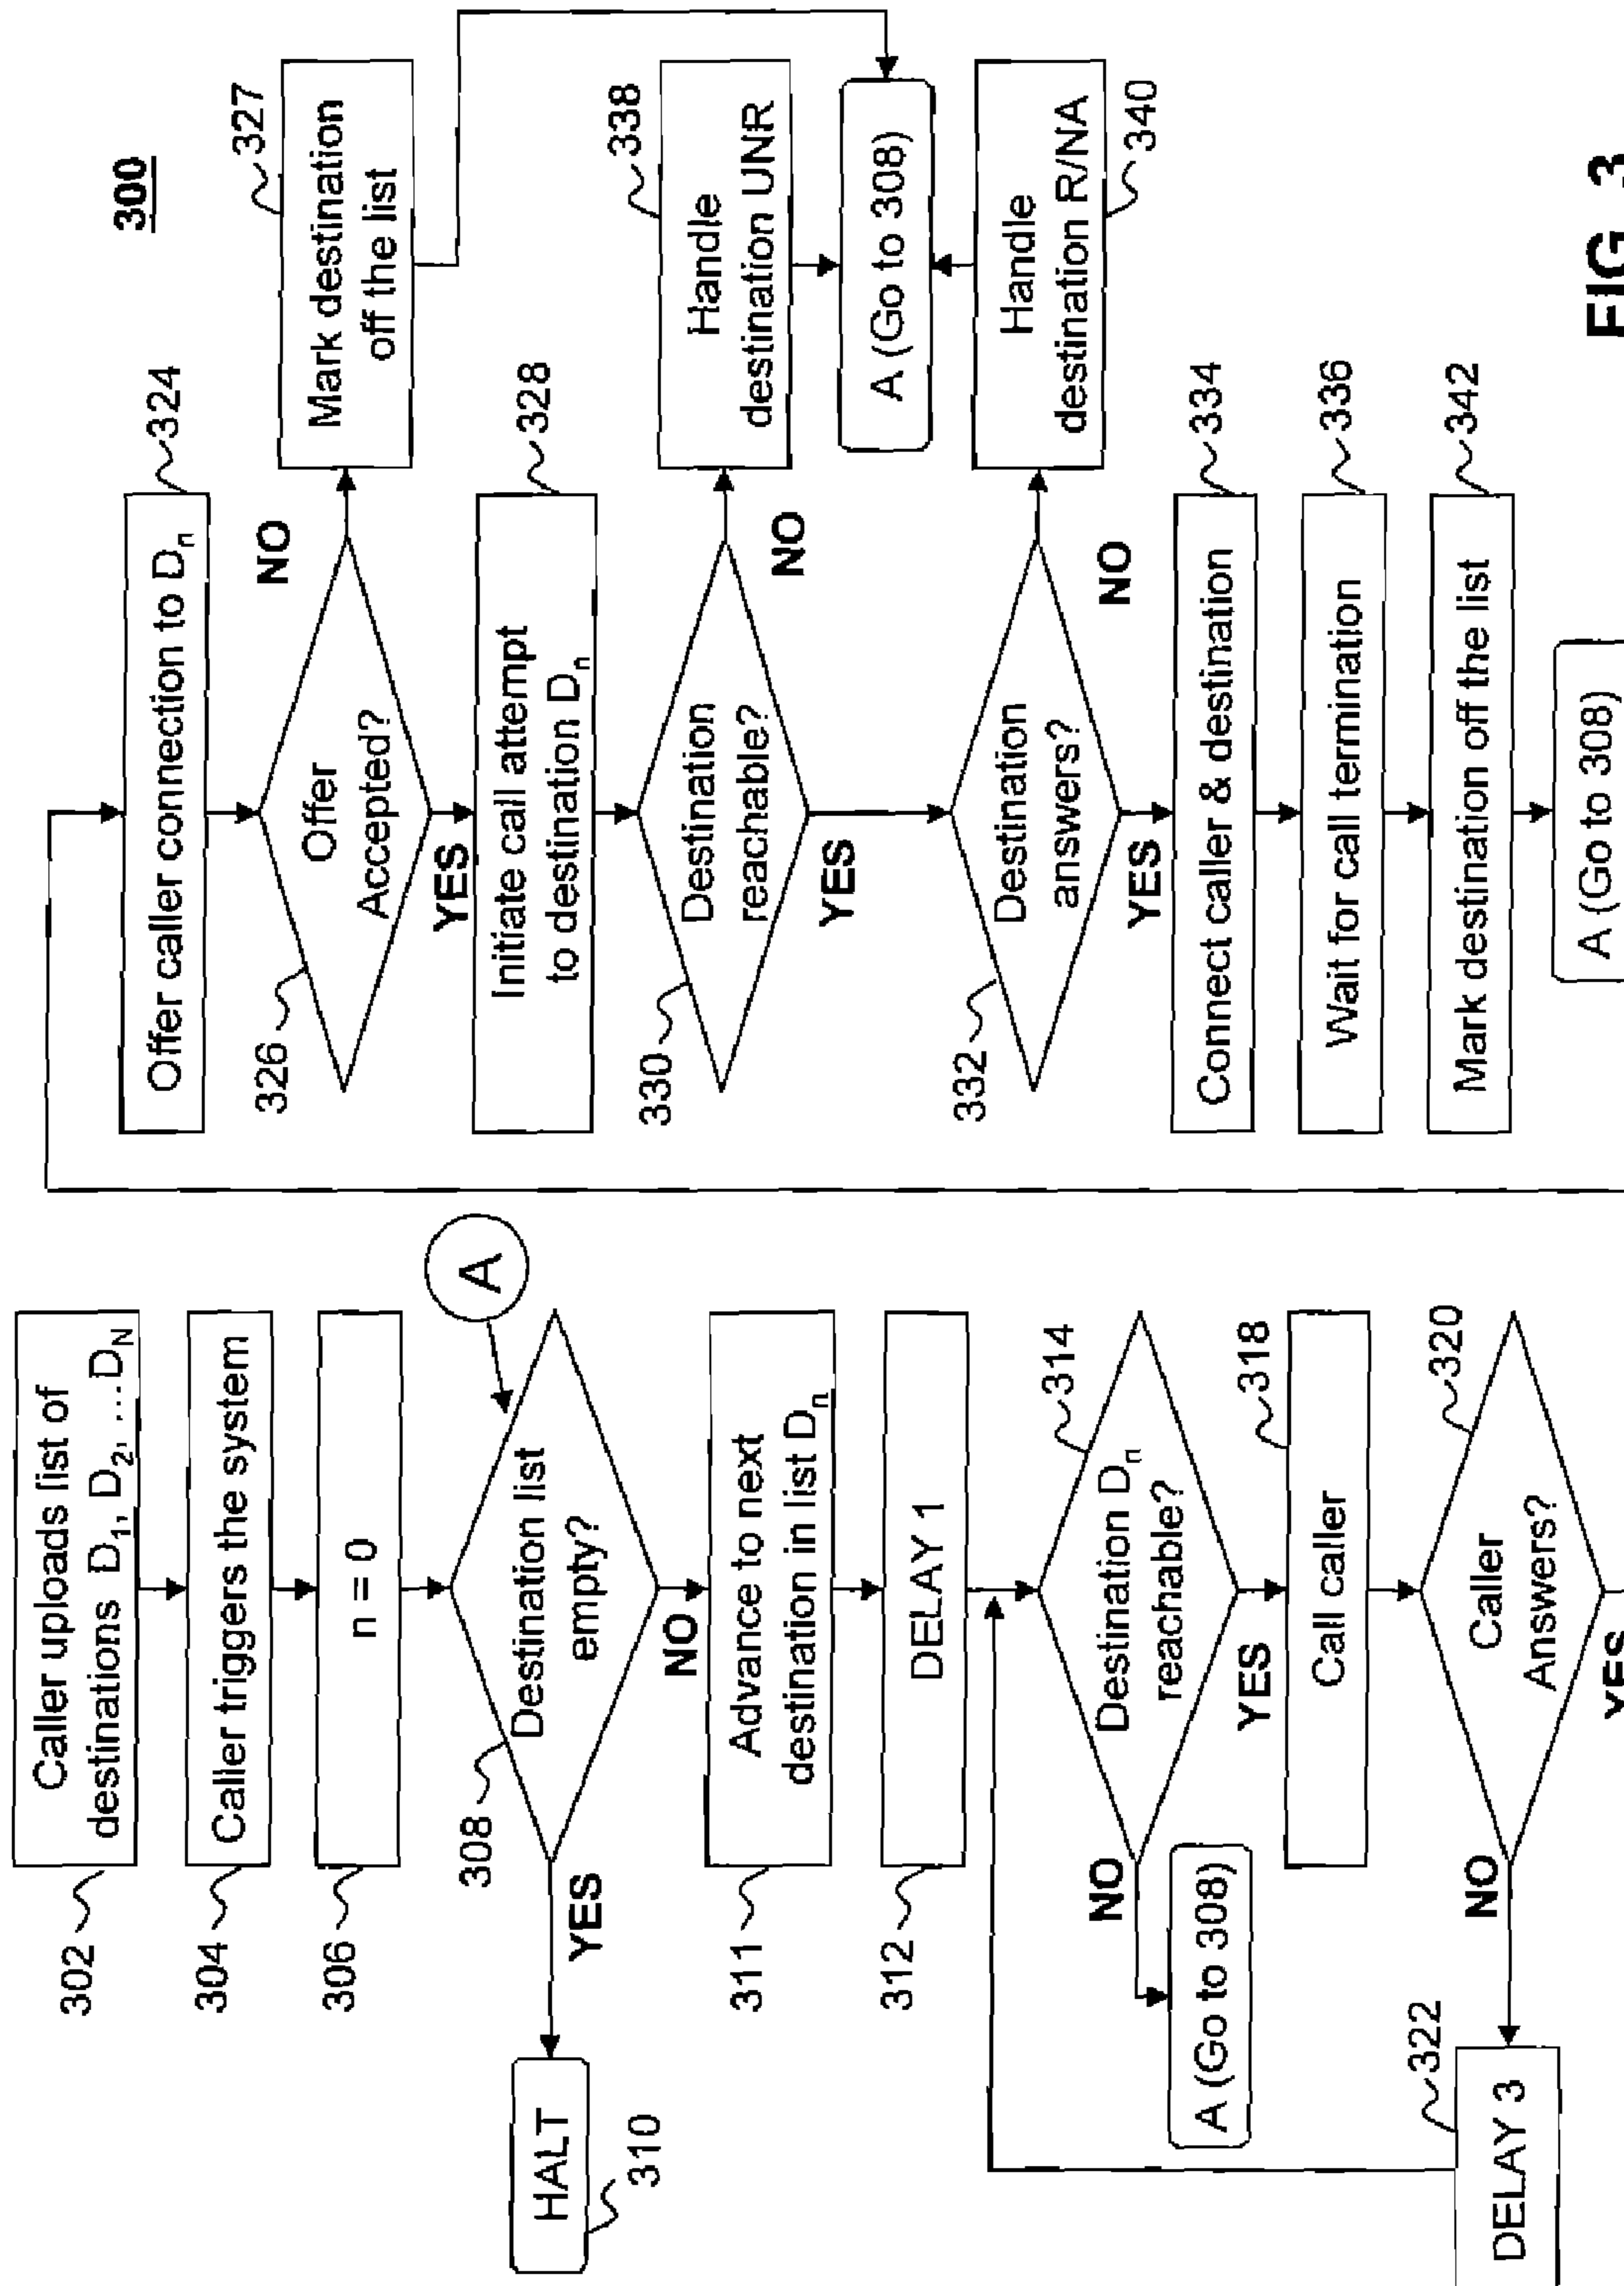 302
Caller uploads list of
destinations D1, D2, ...DN
304
Caller triggers the system
306
n = 0
A
308
Destination list
empty?
YES
HALT
310
NO
311
Advance to next
destination in list Dn
312
DELAY 1
314
Destination Dn
reachable?
NO
A (Go to 308)
YES
318
Call caller
320
Caller
Answers?
NO
322
DELAY 3
YES
300
324
Offer caller connection to Dn
326
Offer
Accepted?
NO
327
Mark destination
off the list
YES
328
Initiate call attempt
to destination Dn
330
Destination
reachable?
NO
338
Handle
destination UNR
A (Go to 308)
YES
332
Destination
answers?
NO
Handle
destination R/NA
340
YES
334
Connect caller & destination
336
Wait for call termination
342
Mark destination off the list
A (Go to 308)
FIG. 3